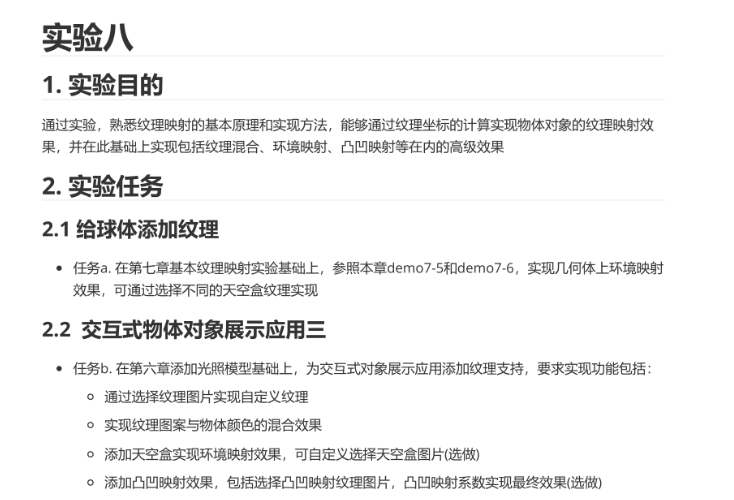 实验八
1. 实验目的
通过实验，熟悉纹理映射的基本原理和实现方法，能够通过纹理坐标的计算实现物体对象的纹理映射效
果，并在此基础上实现包括纹理混合、环境映射、凸凹映射等在内的高级效果
2. 实验任务
2.1 给球体添加纹理
• 任务a. 在第七章基本纹理映射实验基础上，参照本章demo7-5和demo7-6，实现几何体上环境映射
效果，可通过选择不同的天空盒纹理实现
2.2 交互式物体对象展示应用三
• 任务b. 在第六章添加光照模型基础上，为交互式对象展示应用添加纹理支持，要求实现功能包括：
○ 通过选择纹理图片实现自定义纹理
○ 实现纹理图案与物体颜色的混合效果
○ 添加天空盒实现环境映射效果，可自定义选择天空盒图片(选做)
○ 添加凸凹映射效果，包括选择凸凹映射纹理图片，凸凹映射系数实现最终效果(选做)